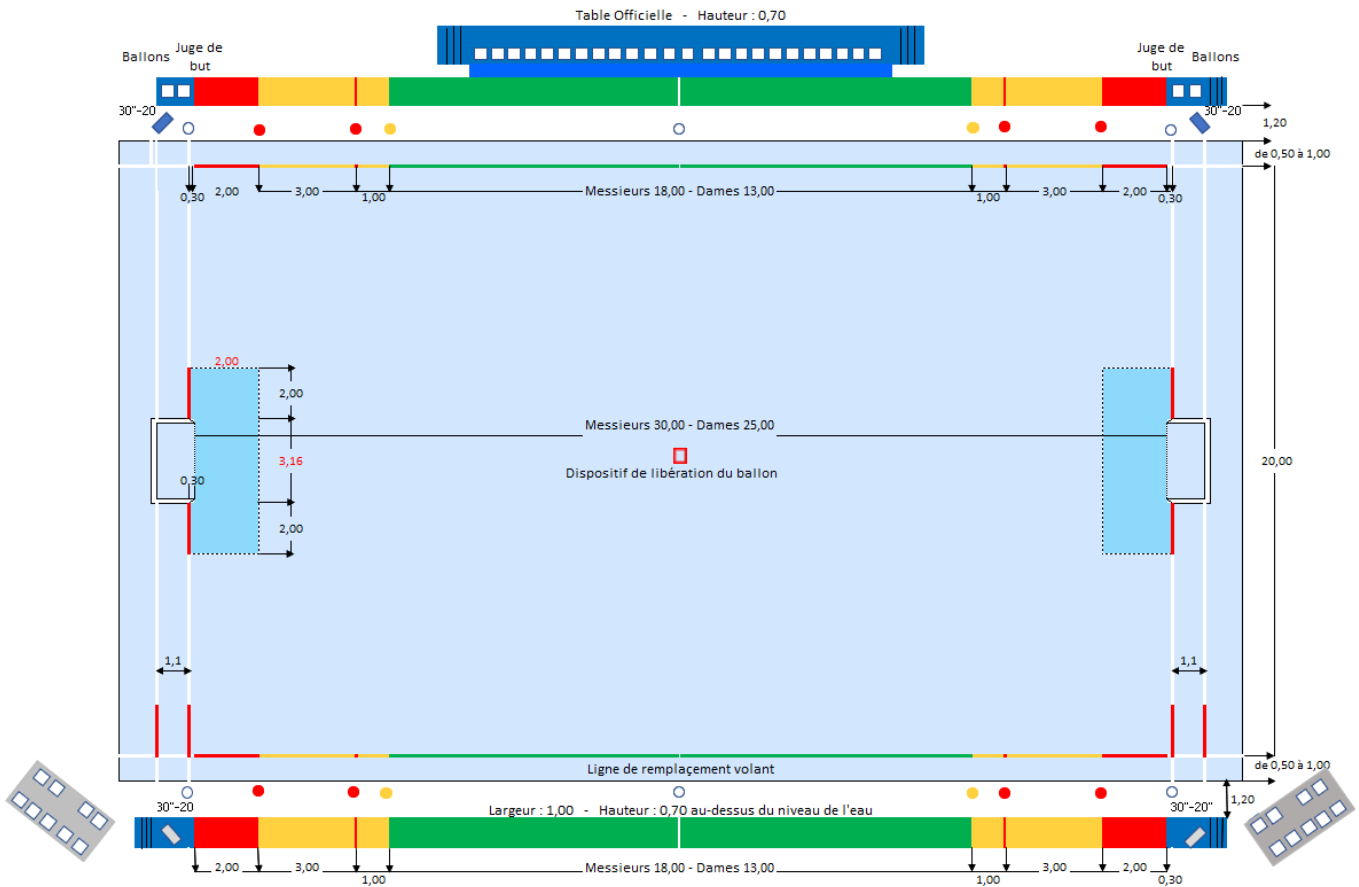 Table Officielle - Hauteur : 0,70
Ballons
Juge de
but
Juge de
but
Ballons
30"-20
30"-20
1,20
de 0,50 à 1,00
0,30
2,00
3,00
1,00
Messieurs 18,00 - Dames 13,00
1,00
3,00
2,00
0,30
2,00
2,00
Messieurs 30,00 - Dames 25,00
3,16
20,00
Dispositif de libération du ballon
0,30
2,00
1,1
1,1
Ligne de remplaçement volant
de 0,50 à 1,00
30"-20
Largeur : 1,00 - Hauteur : 0,70 au-dessus du niveau de l'eau
30"-20"
1,20
2,00
3,00
1,00
Messieurs 18,00 - Dames 13,00
1,00
3,00
2,00
0,30